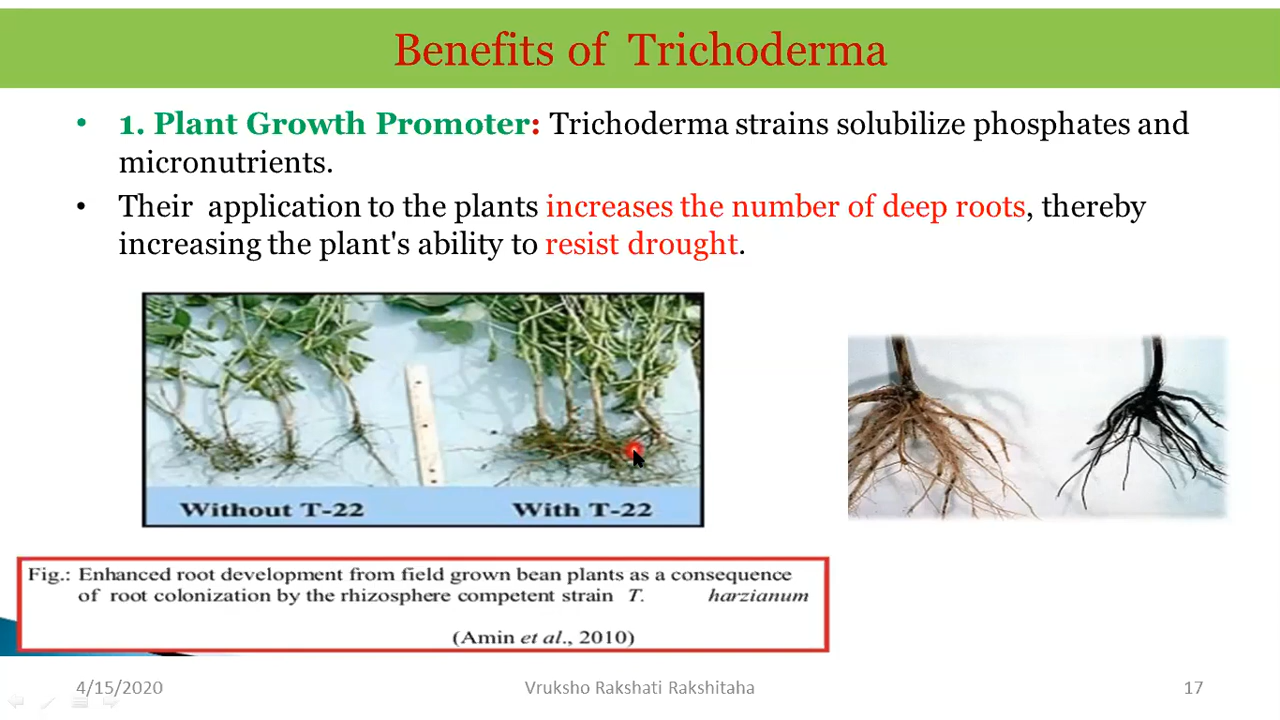 Benefits of Trichoderma
• 1. Plant Growth Promoter: Trichoderma strains solubilize phosphates and
micronutrients.
• Their application to the plants increases the number of deep roots, thereby
increasing the plant's ability to resist drought.
Without T-22
With T-22
Fig.: Enhanced root development from field grown bean plants as a consequence
of root colonization by the rhizosphere competent strain T. harzianum
(Amin et al., 2010)
4/15/2020
Vruksho Rakshati Rakshitaha
17